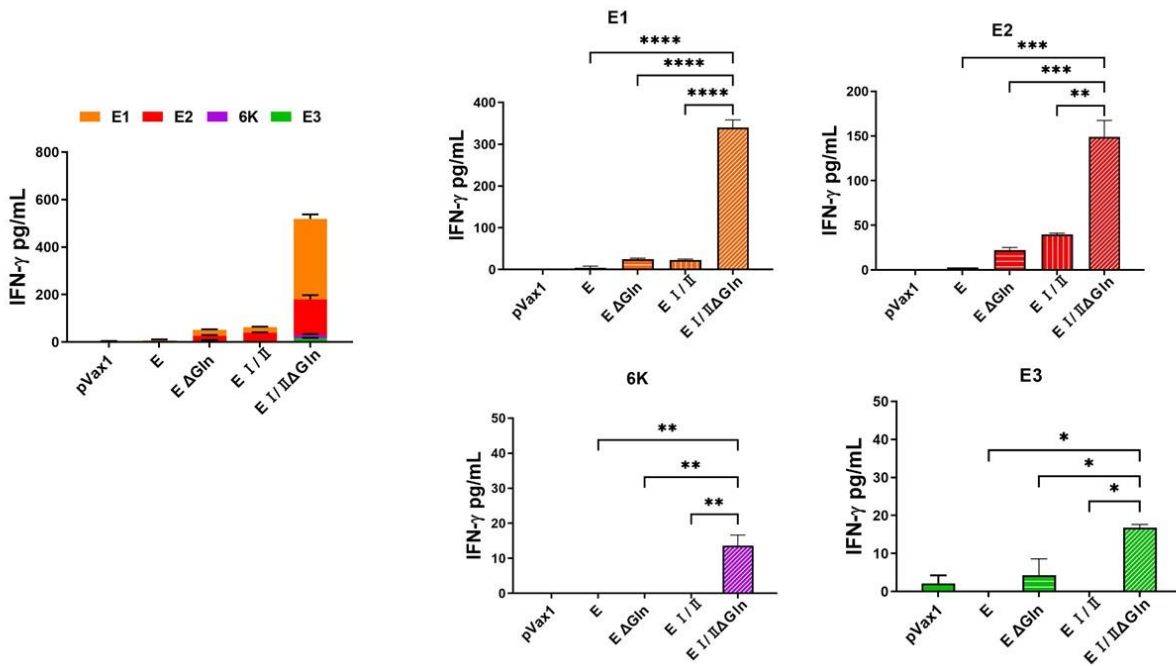 E1 E2 6K E3
IFN-γ pg/mL
800
600
400
200
0
pVax1
E
E ΔGln
E Ⅰ/Ⅱ
E Ⅰ/ⅡΔGln
E1
****
****
****
IFN-γ pg/mL
400
300
200
100
0
pVax1
E
E ΔGln
E Ⅰ/Ⅱ
E Ⅰ/ⅡΔGln
E2
***
***
**
IFN-γ pg/mL
200
150
100
50
0
pVax1
E
E ΔGln
E Ⅰ/Ⅱ
E Ⅰ/ⅡΔGln
6K
**
**
**
IFN-γ pg/mL
50
40
30
20
10
0
pVax1
E
E ΔGln
E Ⅰ/Ⅱ
E Ⅰ/ⅡΔGln
E3
*
*
*
IFN-γ pg/mL
50
40
30
20
10
0
pVax1
E
E ΔGln
E Ⅰ/Ⅱ
E Ⅰ/ⅡΔGln